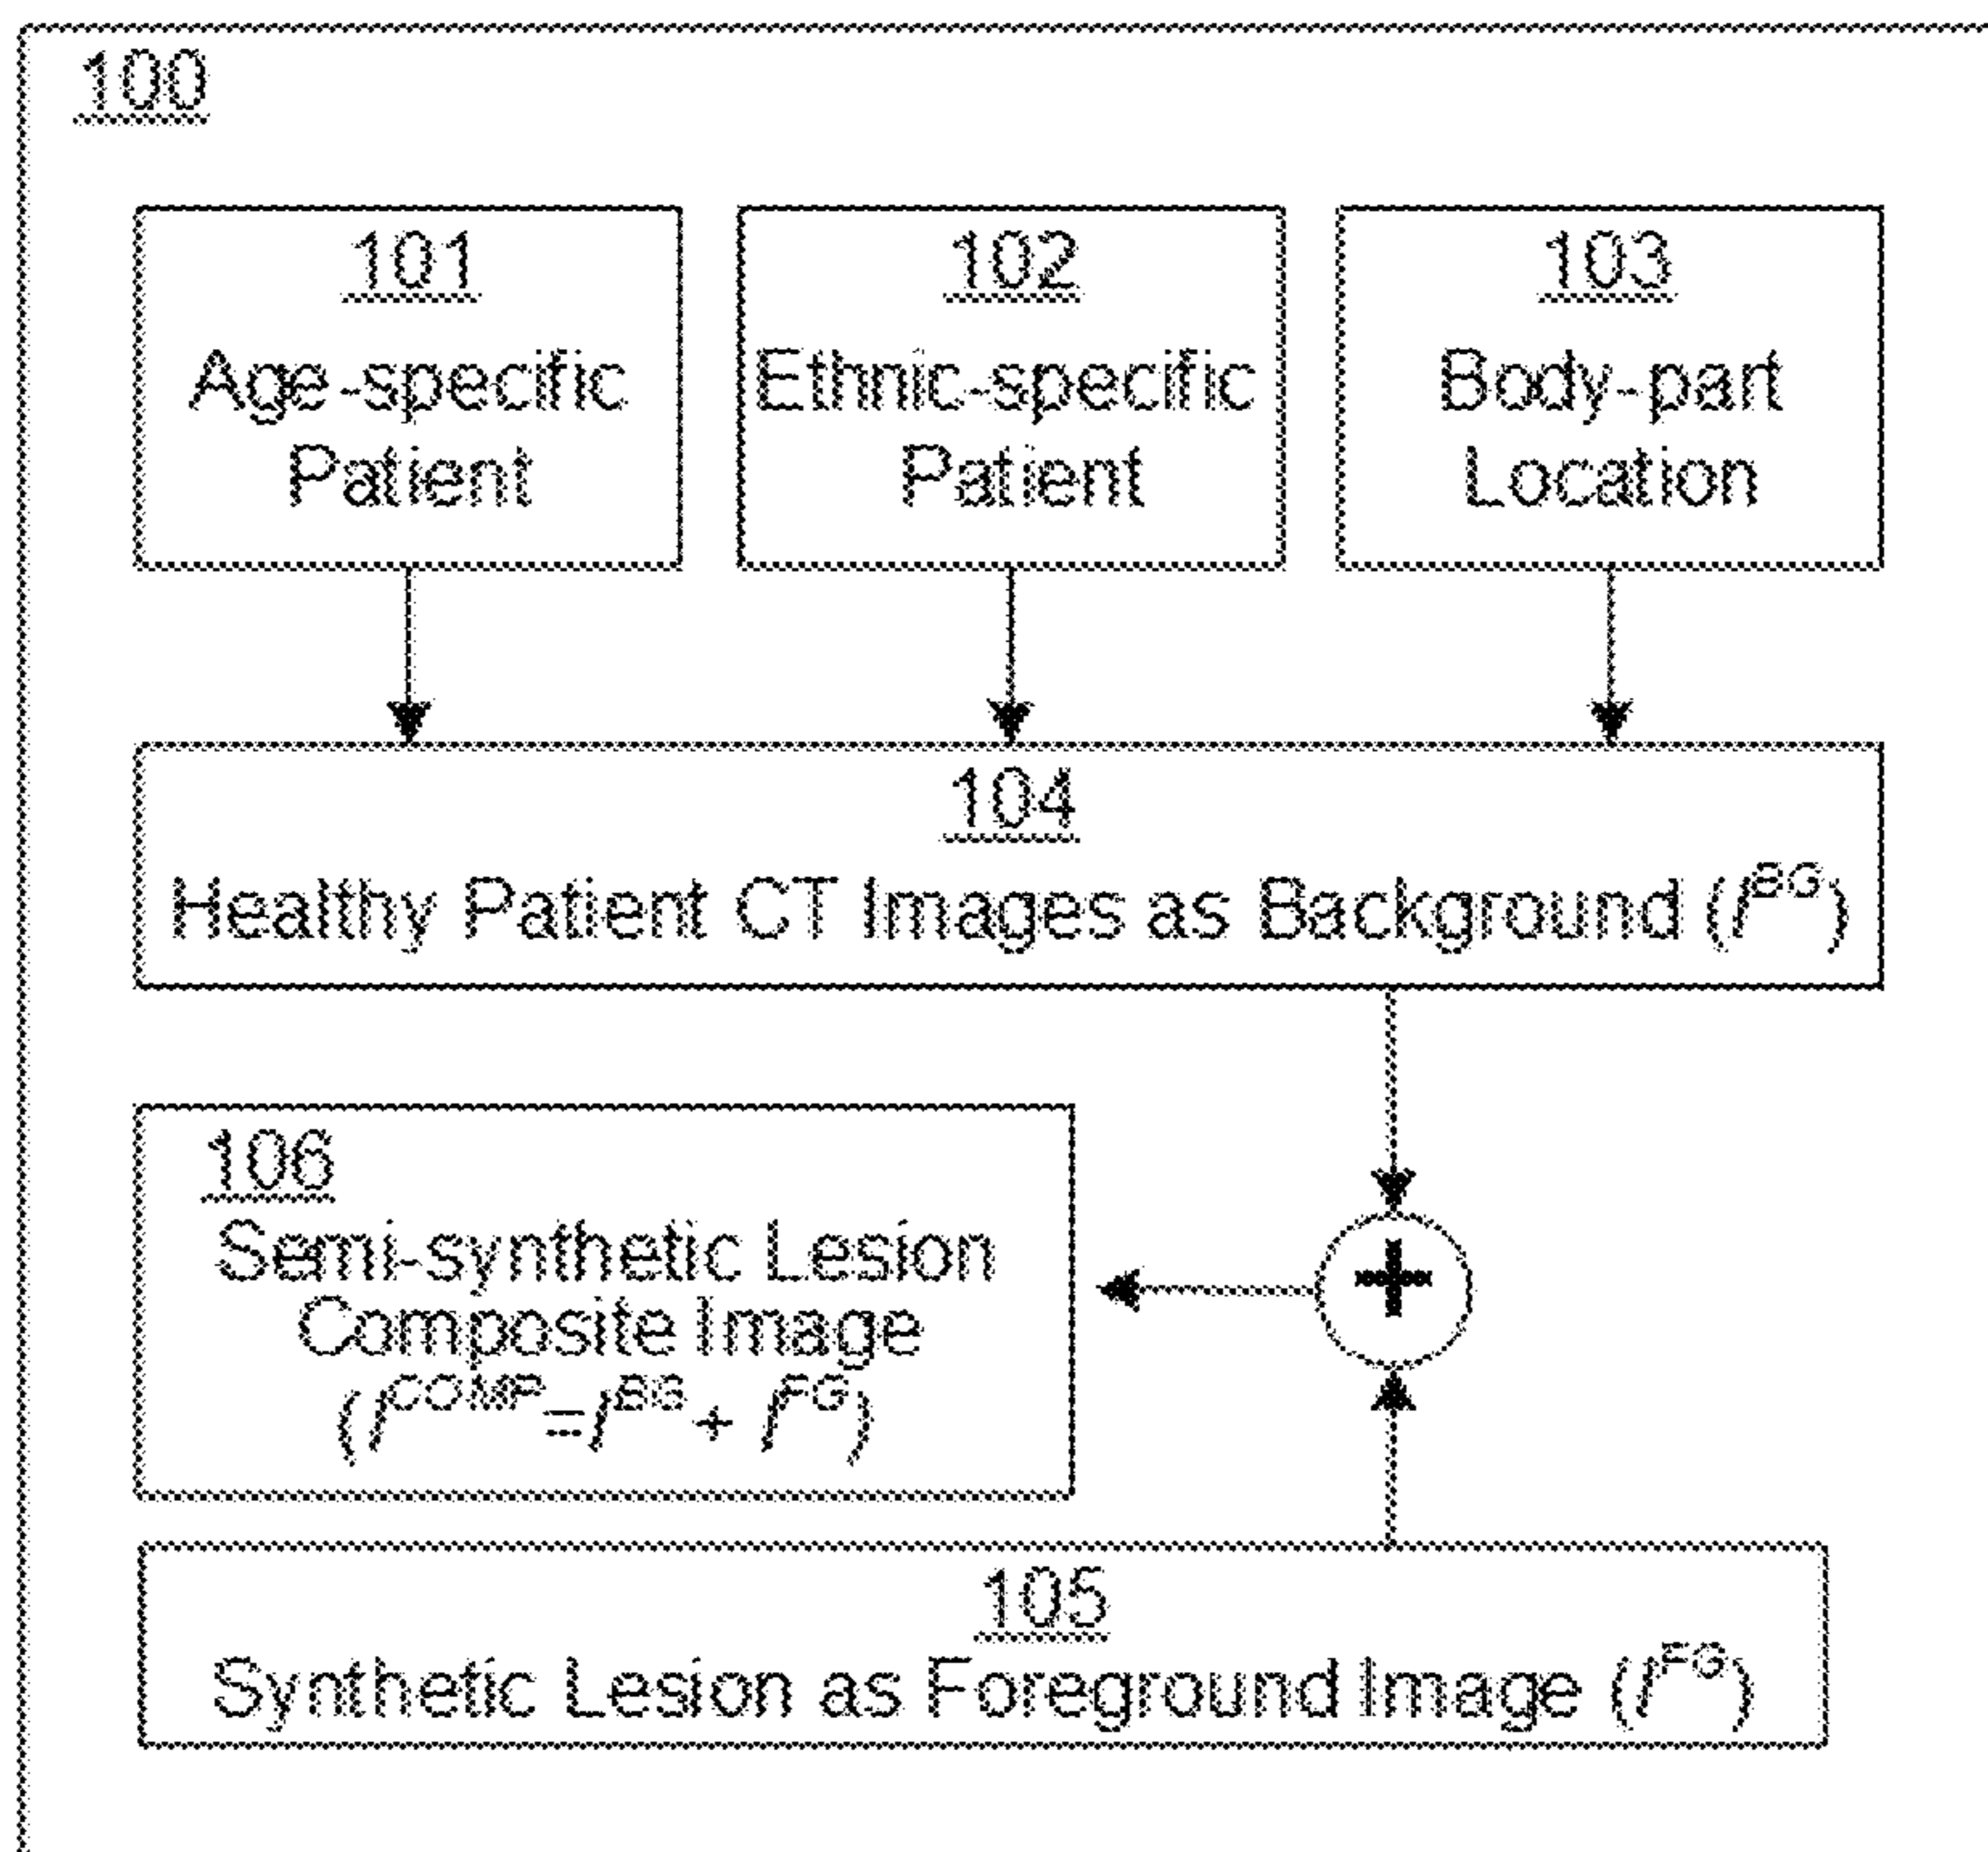 100
101
Age-specific
Patient
102
Ethnic-specific
Patient
103
Body-part
Location
104
Healthy Patient CT Images as Background (I^BG)
106
Semi-synthetic Lesion
Composite Image
(I^COMP=I^BG + I^FG)
+
105
Synthetic Lesion as Foreground Image (I^FG)